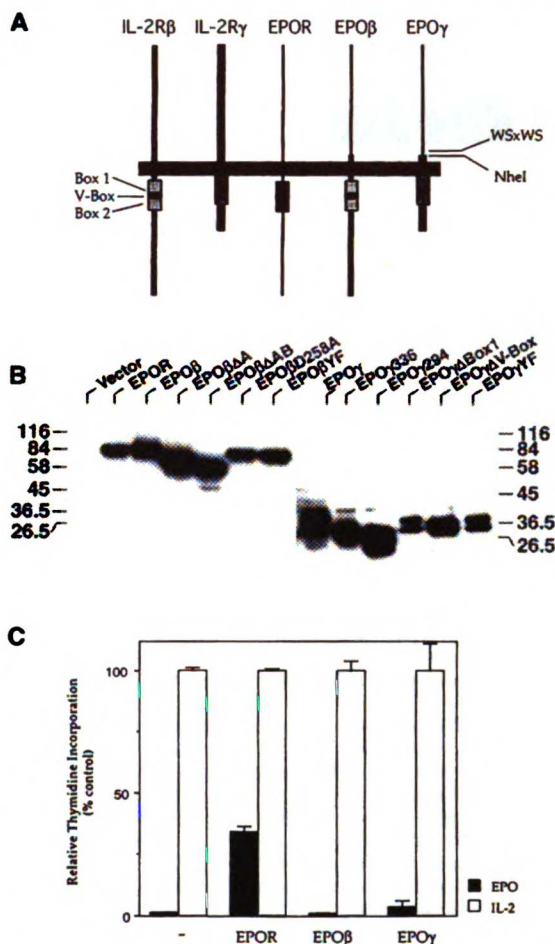 A
IL-2Rβ IL-2Rγ EPOR EPOβ EPOγ
WSxWS
NheI
Box 1
V-Box
Box 2
B
Vector EPOR EPOβ EPOβΔA EPOβΔAB EPOβD258A EPOβYF EPOγ EPOγ336 EPOγ294 EPOγΔBox1 EPOγΔV-Box EPOγYF
116 116
84 84
58 58
45 45
36.5 36.5
26.5 26.5
C
Relative Thymidine Incorporation
(% control)
100
50
0
- EPOR EPOβ EPOγ
EPO
IL-2